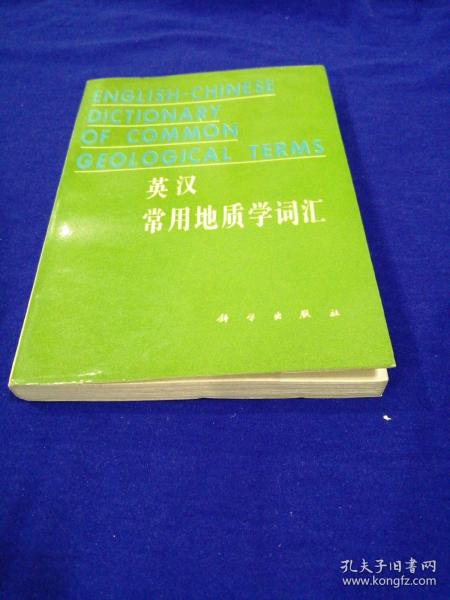 ENGLISH-CHINESE
DICTIONARY
OF COMMON
GEOLOGICAL TERMS
英汉
常用地质学词汇
科学出版社
孔夫子旧书网
www.kongfz.com